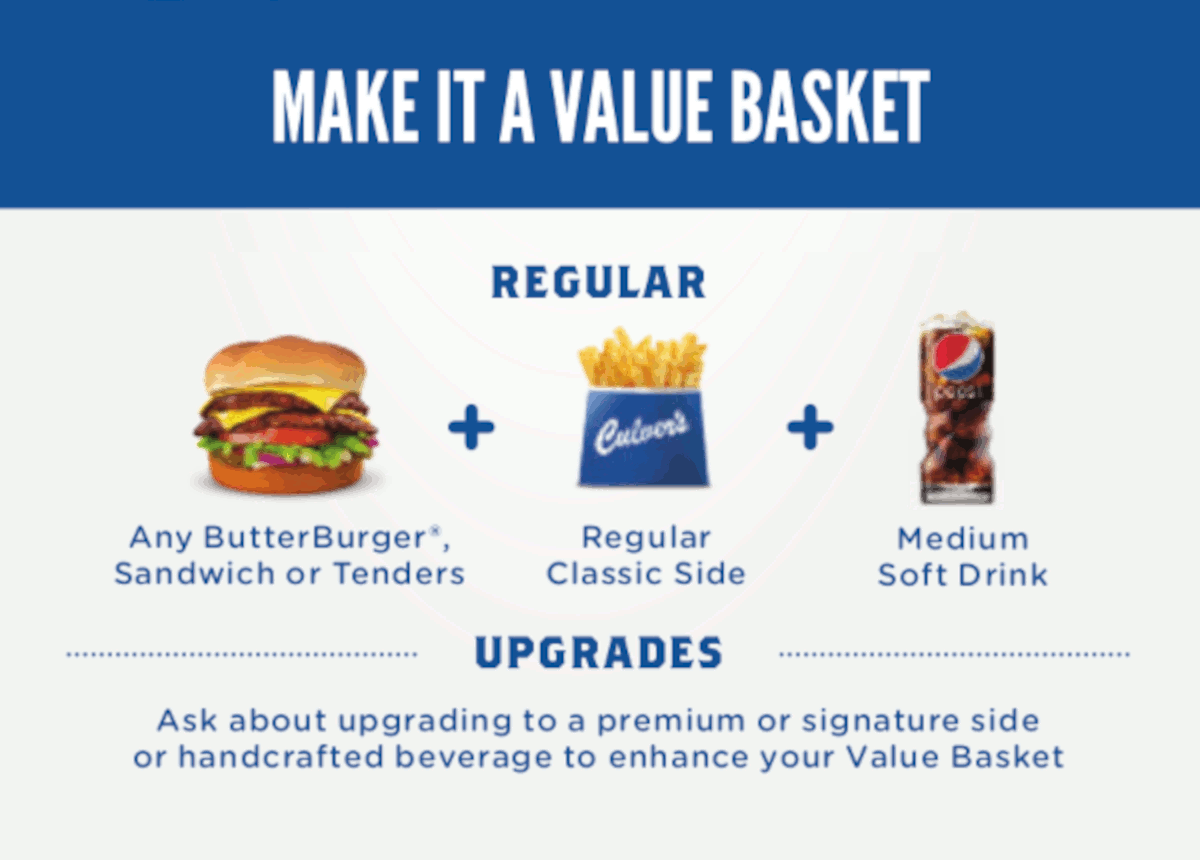 MAKE IT A VALUE BASKET
REGULAR
Culver's
Any ButterBurger®,
Sandwich or Tenders
Regular
Classic Side
Medium
Soft Drink
UPGRADES
Ask about upgrading to a premium or signature side
or handcrafted beverage to enhance your Value Basket